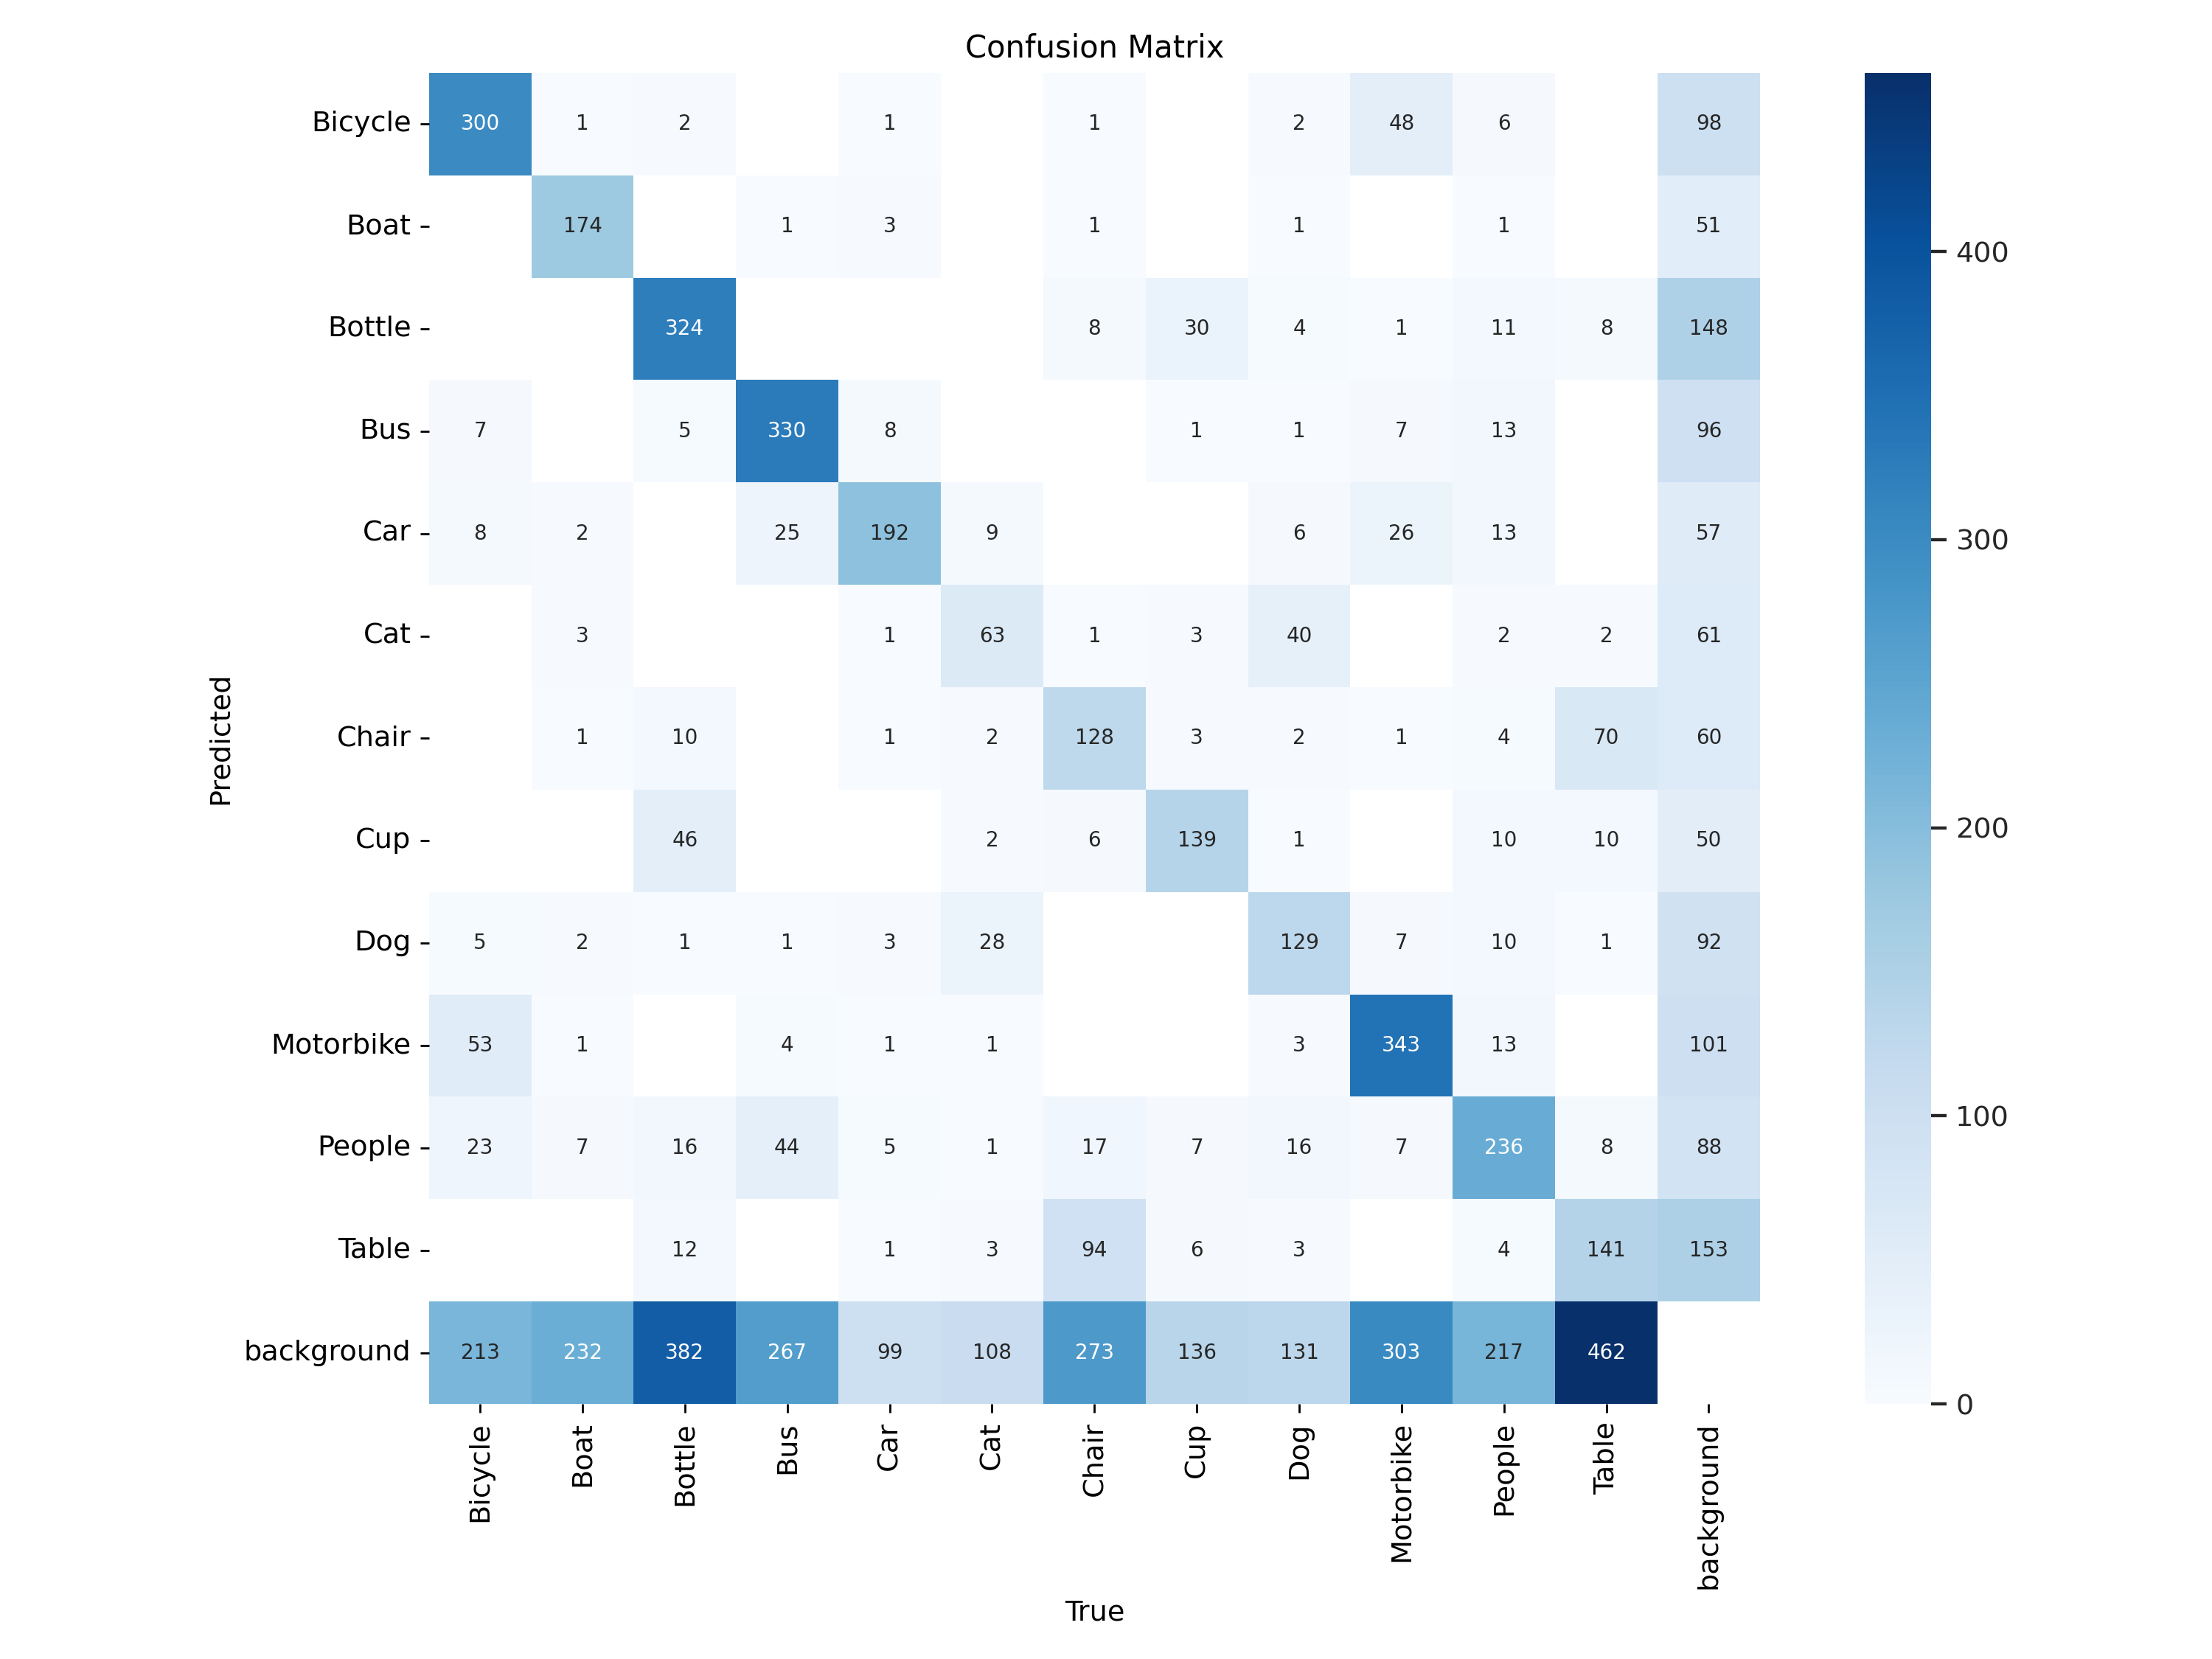 Confusion Matrix
Bicycle 300 1 2 1 1 2 48 6 98
Boat 174 1 3 1 1 1 51
Bottle 324 8 30 4 1 11 8 148
Bus 7 5 330 8 1 1 7 13 96
Car 8 2 25 192 9 6 26 13 57
Cat 3 1 63 1 3 40 2 2 61
Chair 1 10 1 2 128 3 2 1 4 70 60
Cup 46 2 6 139 1 10 10 50
Dog 5 2 1 1 3 28 129 7 10 1 92
Motorbike 53 1 4 1 1 3 343 13 101
People 23 7 16 44 5 1 17 7 16 7 236 8 88
Table 12 1 3 94 6 3 4 141 153
background 213 232 382 267 99 108 273 136 131 303 217 462
Bicycle Boat Bottle Bus Car Cat Chair Cup Dog Motorbike People Table background
True
Predicted
400
300
200
100
0